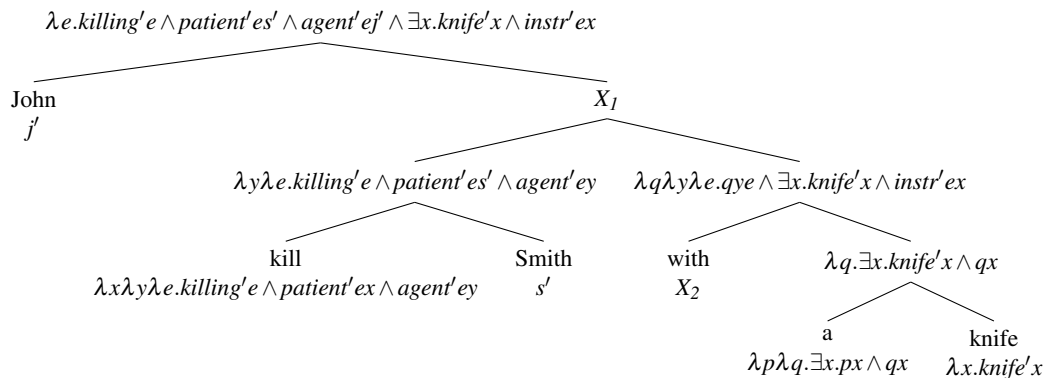 λe.killing′e ∧ patient′es′ ∧ agent′ej′ ∧ ∃x.knife′x ∧ instr′ex
John
j′
X₁
λyλe.killing′e ∧ patient′es′ ∧ agent′ey
λqλyλe.qye ∧ ∃x.knife′x ∧ instr′ex
kill
λxλyλe.killing′e ∧ patient′ex ∧ agent′ey
Smith
s′
with
X₂
λq.∃x.knife′x ∧ qx
a
λpλq.∃x.px ∧ qx
knife
λx.knife′x